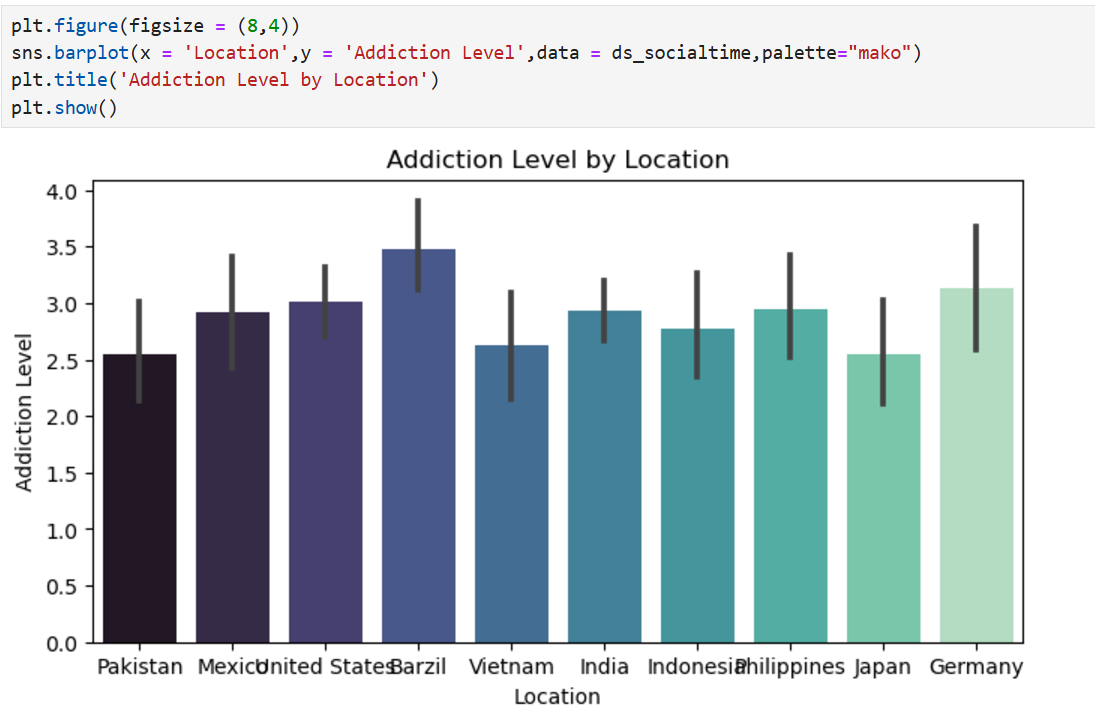 plt.figure(figsize = (8,4))
sns.barplot(x = 'Location',y = 'Addiction Level',data = ds_socialtime,palette="mako")
plt.title('Addiction Level by Location')
plt.show()
Addiction Level by Location
4.0
3.5
3.0
2.5
2.0
1.5
1.0
0.5
0.0
Addiction Level
Pakistan Mexico United States Barzil Vietnam India Indonesia Philippines Japan Germany
Location